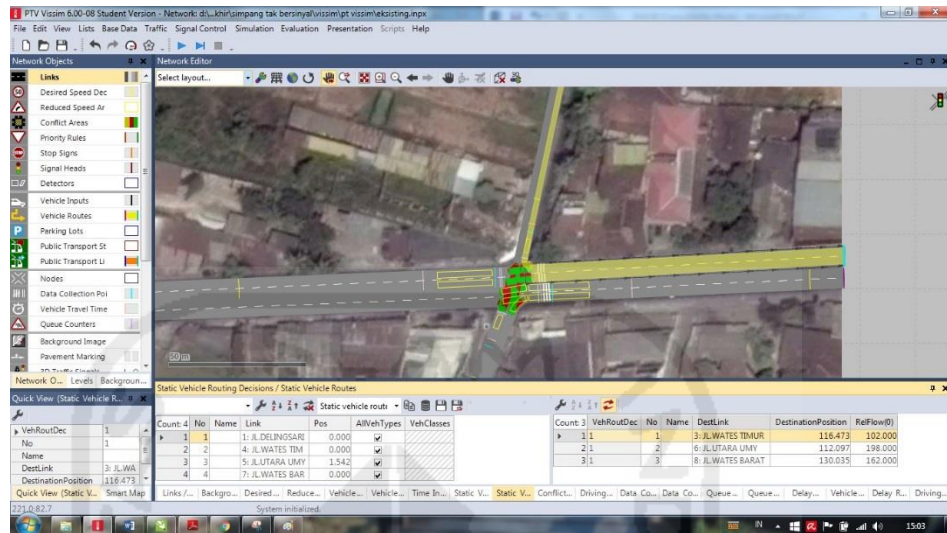 PTV Vissim 6.00-08 Student Version - Network: d:\...khir\simpang tak bersinyal\vissim\pt vissim\eksisting.inpx
File Edit View Lists Base Data Traffic Signal Control Simulation Evaluation Presentation Scripts Help
Network Objects
Network Editor
Select layout...
Links
Desired Speed Dec
Reduced Speed Ar
Conflict Areas
Priority Rules
Stop Signs
Signal Heads
Detectors
Vehicle Inputs
Vehicle Routes
Parking Lots
Public Transport St
Public Transport Li
Nodes
Data Collection Poi
Vehicle Travel Time
Queue Counters
Background Image
Pavement Marking
3D Traffic Signals
50 m
Network O... Levels Backgroun...
Quick View (Static Vehicle R...
VehRoutDec 1
No 1
Name
DestLink 3: JL.WA
DestinationPosition 116.473
Quick View (Static V... Smart Map
Static Vehicle Routing Decisions / Static Vehicle Routes
Static vehicle routi
Count: 4 No Name Link Pos AllVehTypes VehClasses
1 1 1: JL.DELINGSARI 0.000
2 2 4: JL.WATES TIM 0.000
3 3 5: JL.UTARA UMY 1.542
4 4 7: JL.WATES BAR 0.000
Count: 3 VehRoutDec No Name DestLink DestinationPosition RelFlow(0)
1 1 1 3: JL.WATES TIMUR 116.473 102.000
2 1 2 6: JL.UTARA UMY 112.097 198.000
3 1 3 8: JL.WATES BARAT 130.035 162.000
Links /... Backgro... Desired... Reduce... Vehicle... Vehicle... Time In... Static V... Static V... Conflict... Driving... Data Co... Data Co... Queue... Queue... Delay... Vehicle... Delay R... Driving...
221.0:82.7
System initialized.
IN
15:03